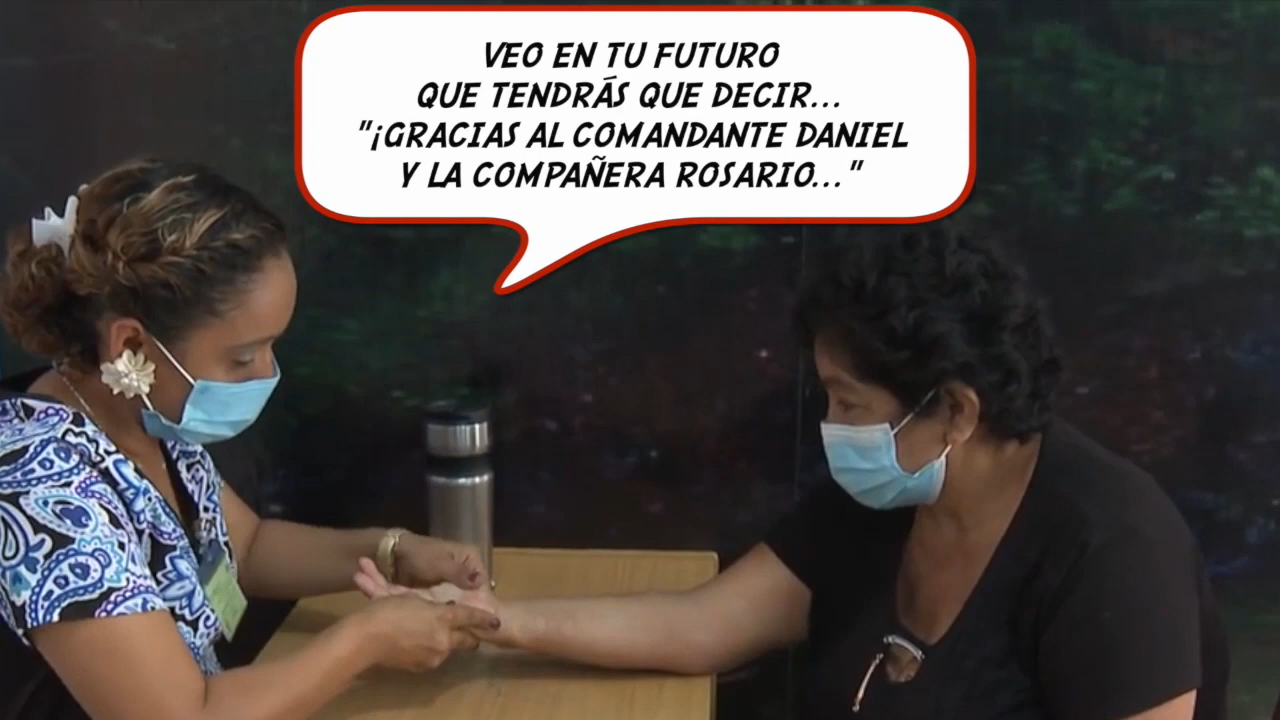 VEO EN TU FUTURO
QUE TENDRÁS QUE DECIR...
"¡GRACIAS AL COMANDANTE DANIEL
Y LA COMPAÑERA ROSARIO..."